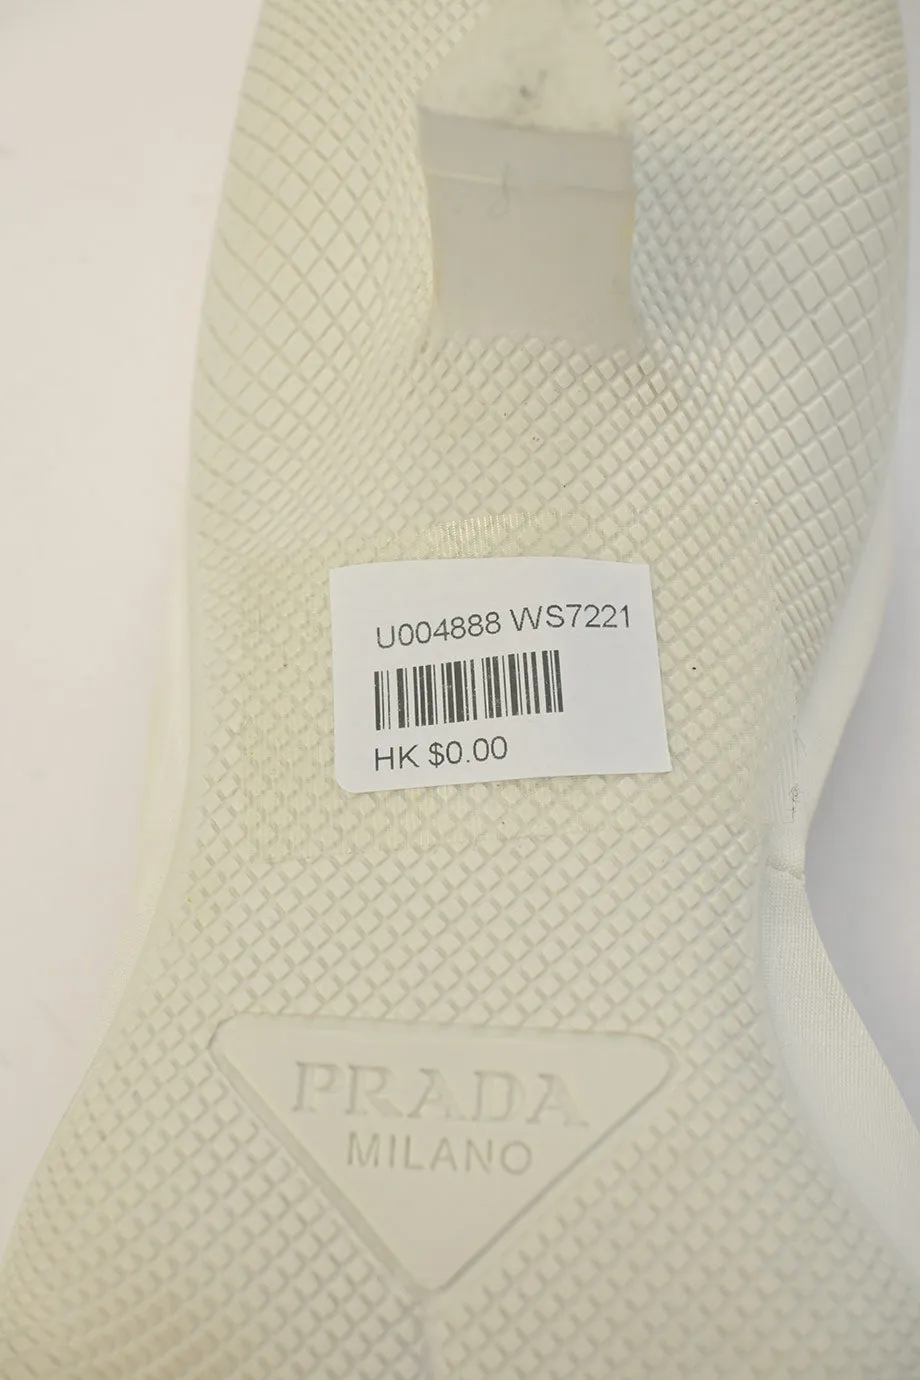 U004888 WS7221
HK $0.00
PRADA
MILANO